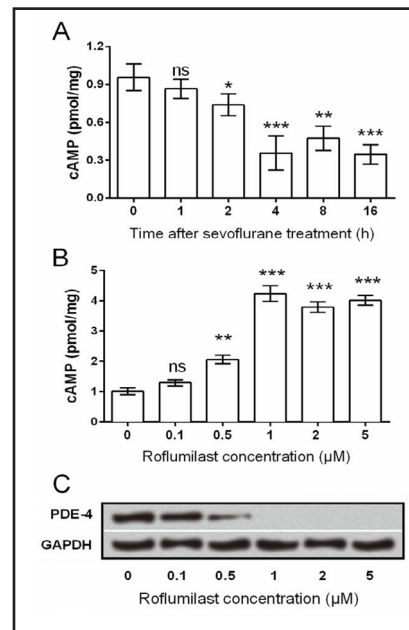 A
cAMP (pmol/mg)
1.2
0.9
0.6
0.3
0.0
ns
*
***
**
***
0 1 2 4 8 16
Time after sevoflurane treatment (h)
B
cAMP (pmol/mg)
5
4
3
2
1
0
ns
**
***
***
***
0 0.1 0.5 1 2 5
Roflumilast concentration (µM)
C
PDE-4
GAPDH
0 0.1 0.5 1 2 5
Roflumilast concentration (µM)